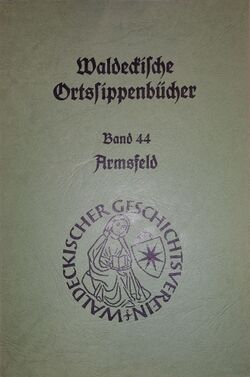 Waldeckische
Ortssippenbücher
Band 44
Armsfeld
WALDECKISCHER GESCHICHTSVEREIN